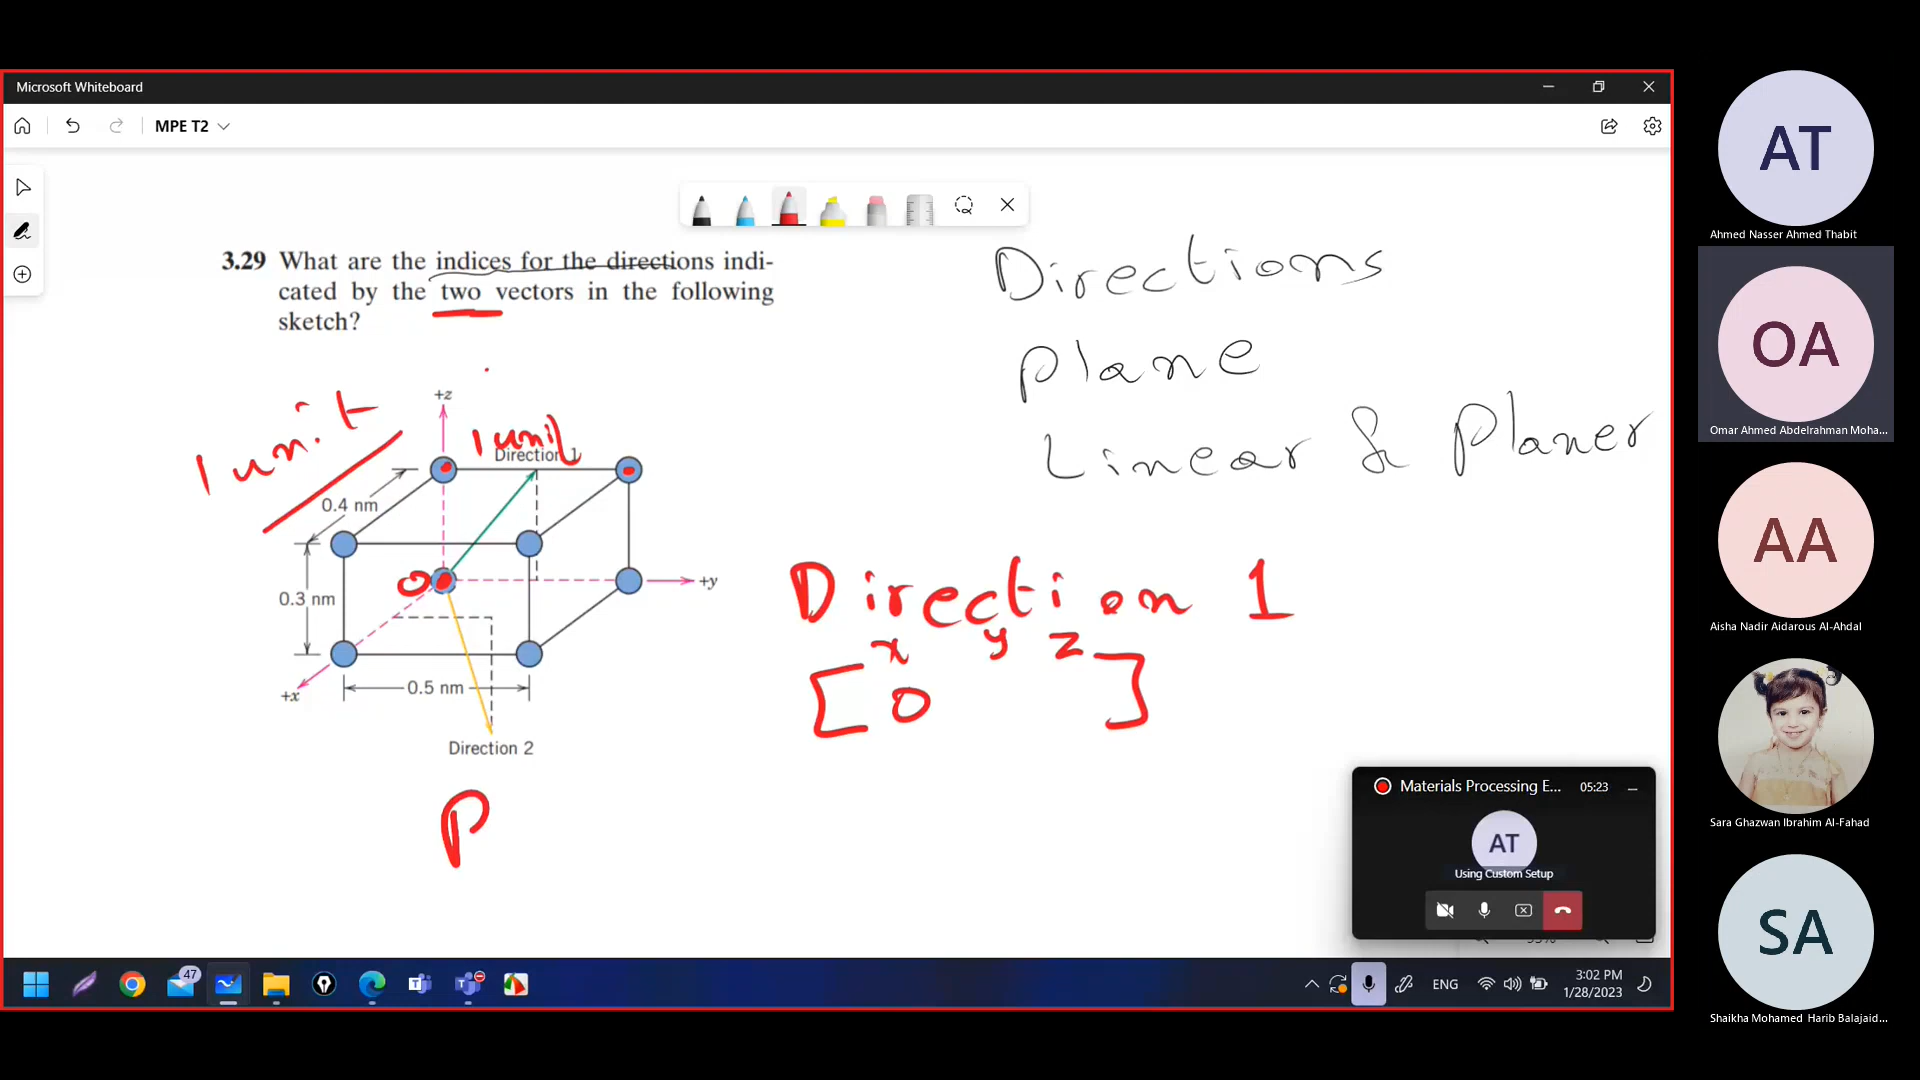 Microsoft Whiteboard
MPE T2
3.29 What are the indices for the directions indi-
cated by the two vectors in the following
sketch?
Directions
Plane
Linear & Planer
1 unit
+z
1 unit
Direction 1
0.4 nm
0.3 nm
O
+y
+x
0.5 nm
Direction 2
P
Direction 1
x y z
[ 0 ]
Materials Processing E... 05:23
AT
Using Custom Setup
47
ENG
3:02 PM
1/28/2023
AT
Ahmed Nasser Ahmed Thabit
OA
Omar Ahmed Abdelrahman Moha...
AA
Aisha Nadir Aidarous Al-Ahdal
Sara Ghazwan Ibrahim Al-Fahad
SA
Shaikha Mohamed Harib Balajaid...